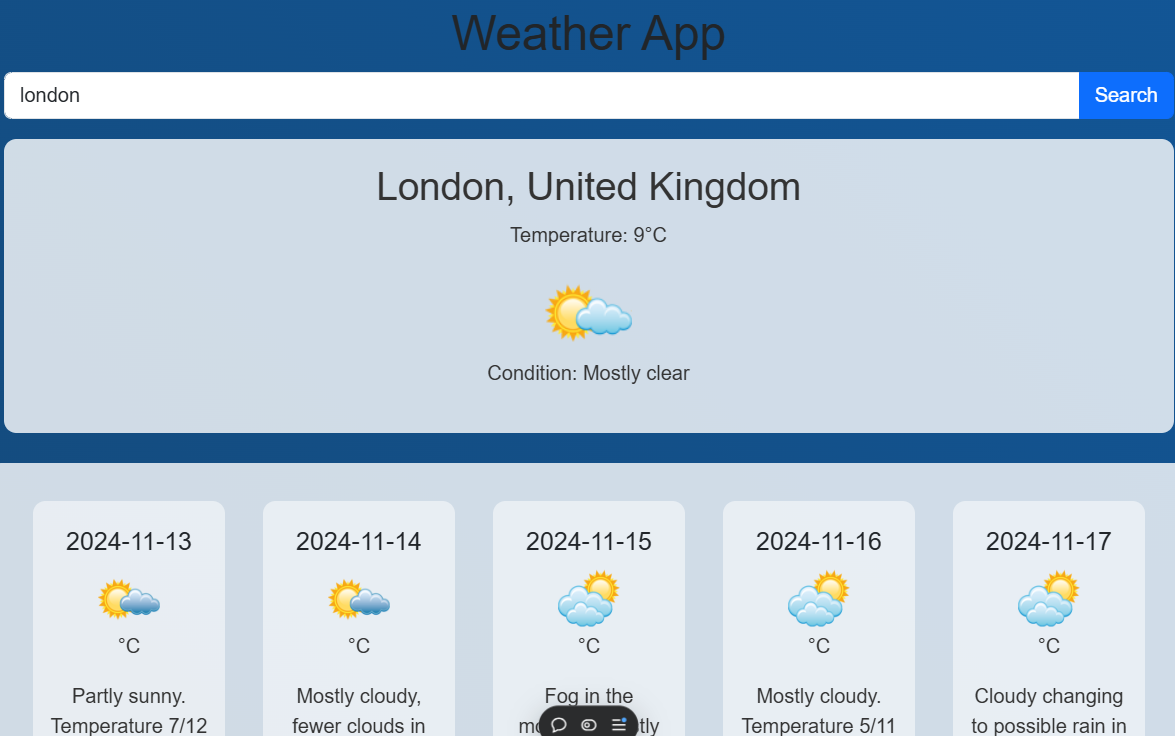 Weather App
london
Search
London, United Kingdom
Temperature: 9°C
Condition: Mostly clear
2024-11-13
°C
Partly sunny.
Temperature 7/12
2024-11-14
°C
Mostly cloudy,
fewer clouds in
2024-11-15
°C
Fog in the
2024-11-16
°C
Mostly cloudy.
Temperature 5/11
2024-11-17
°C
Cloudy changing
to possible rain in